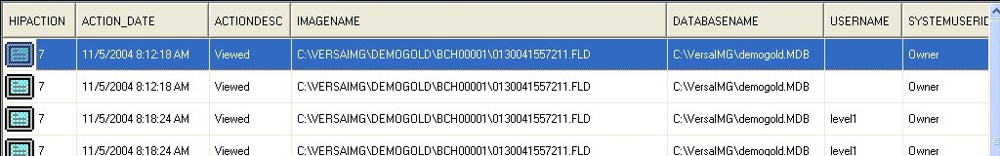 HIPACTION ACTION_DATE ACTIONDESC IMAGENAME DATABASENAME USERNAME SYSTEMUSERID
7 11/5/2004 8:12:18 AM Viewed C:\VERSAIMG\DEMOGOLD\BCH00001\0130041557211.FLD C:\VersaIMG\demogold.MDB Owner
7 11/5/2004 8:12:18 AM Viewed C:\VERSAIMG\DEMOGOLD\BCH00001\0130041557211.FLD C:\VersaIMG\demogold.MDB Owner
7 11/5/2004 8:18:24 AM Viewed C:\VERSAIMG\DEMOGOLD\BCH00001\0130041557211.FLD C:\VersaIMG\demogold.MDB level1 Owner
7 11/5/2004 8:18:24 AM Viewed C:\VERSAIMG\DEMOGOLD\BCH00001\0130041557211.FLD C:\VersaIMG\demogold.MDB level1 Owner